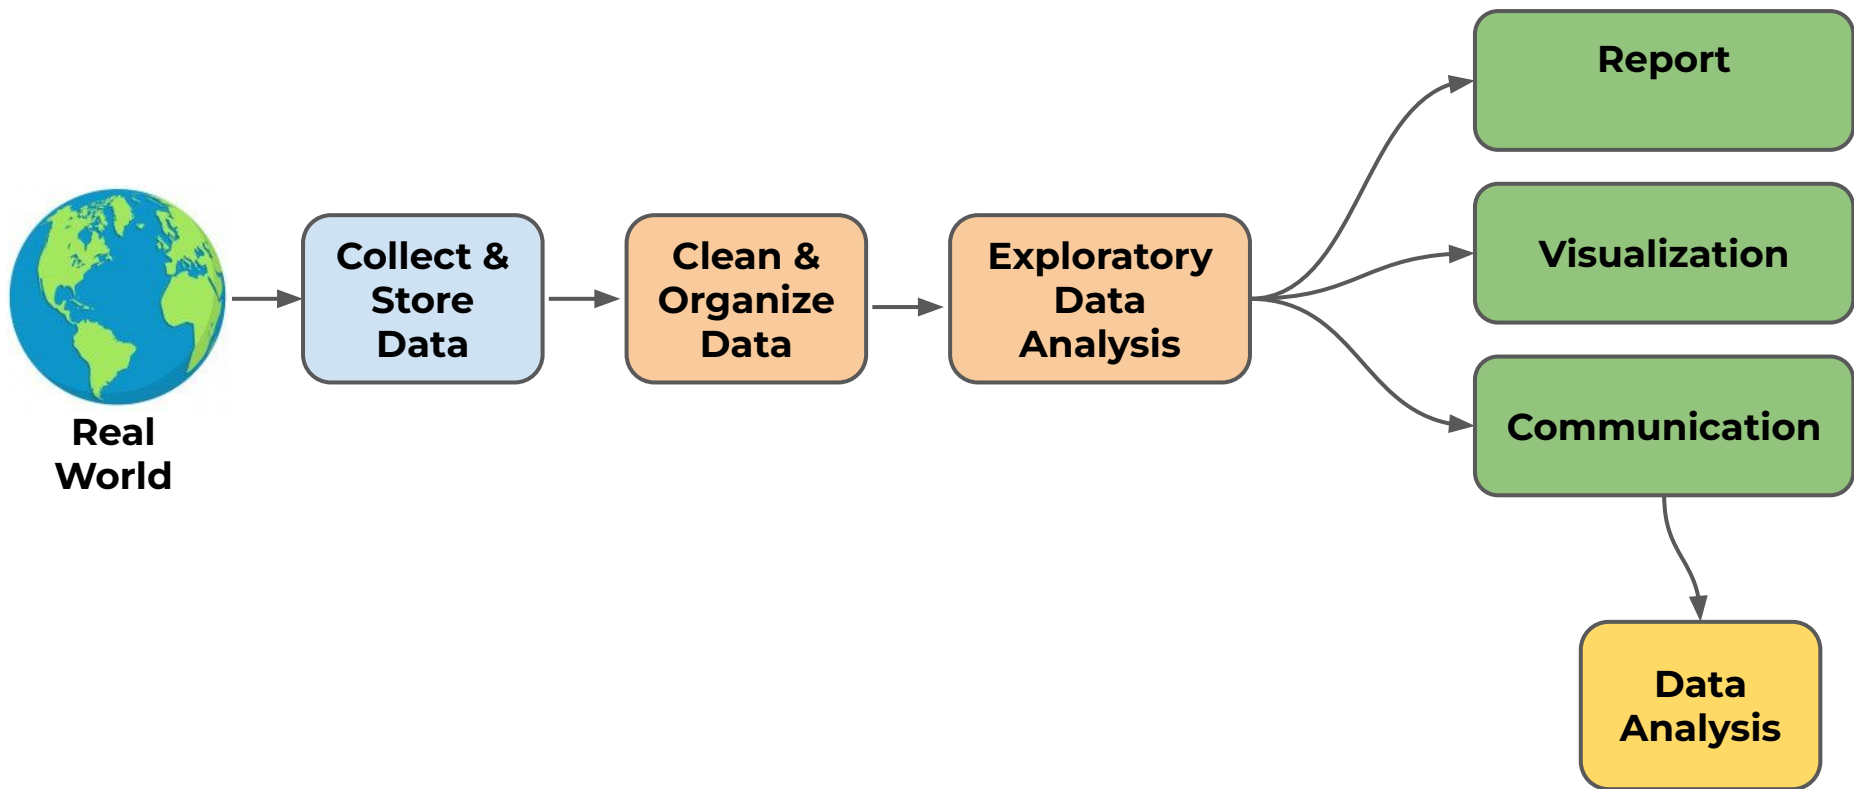 Real
World
Collect &
Store
Data
Clean &
Organize
Data
Exploratory
Data
Analysis
Report
Visualization
Communication
Data
Analysis